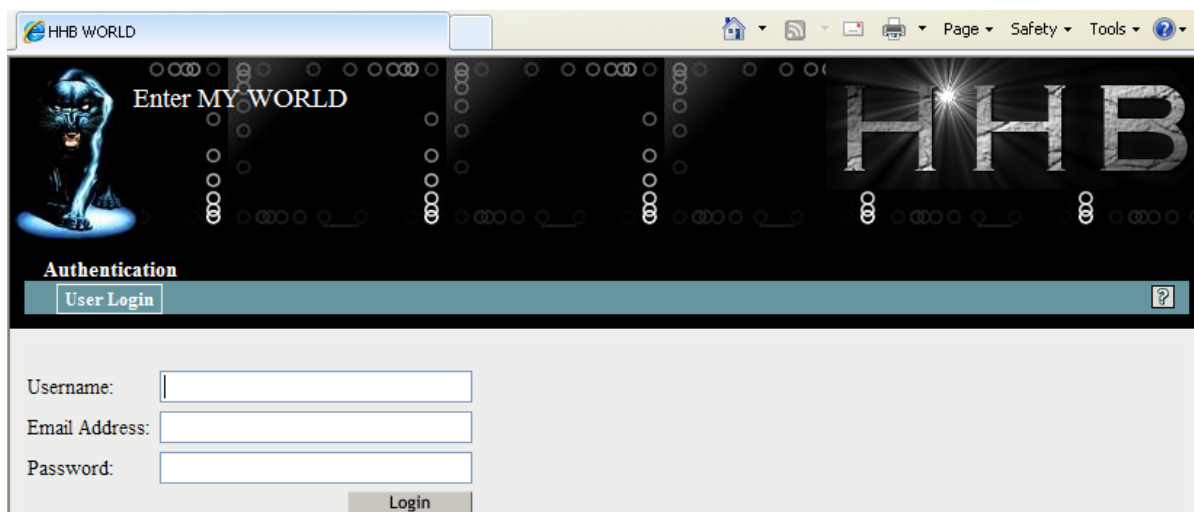 HHB WORLD
Page Safety Tools
Enter MY WORLD
HHB
Authentication
User Login
?
Username:
Email Address:
Password:
Login